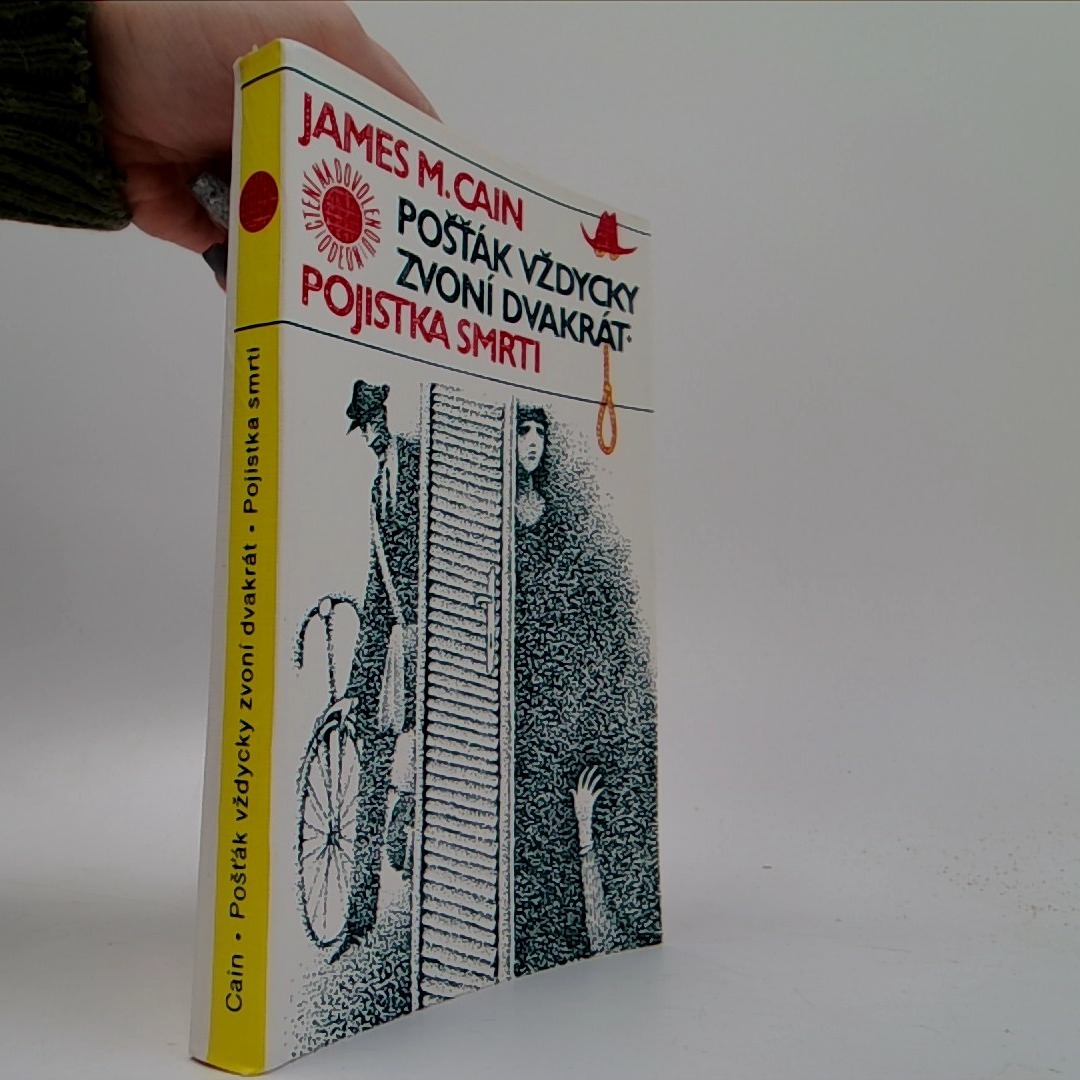 JAMES M. CAIN
ČTENÍ NA DOVOLENOU
ODEON
POŠŤÁK VŽDYCKY
ZVONÍ DVAKRÁT·
POJISTKA SMRTI
Cain • Pošťák vždycky zvoní dvakrát • Pojistka smrti